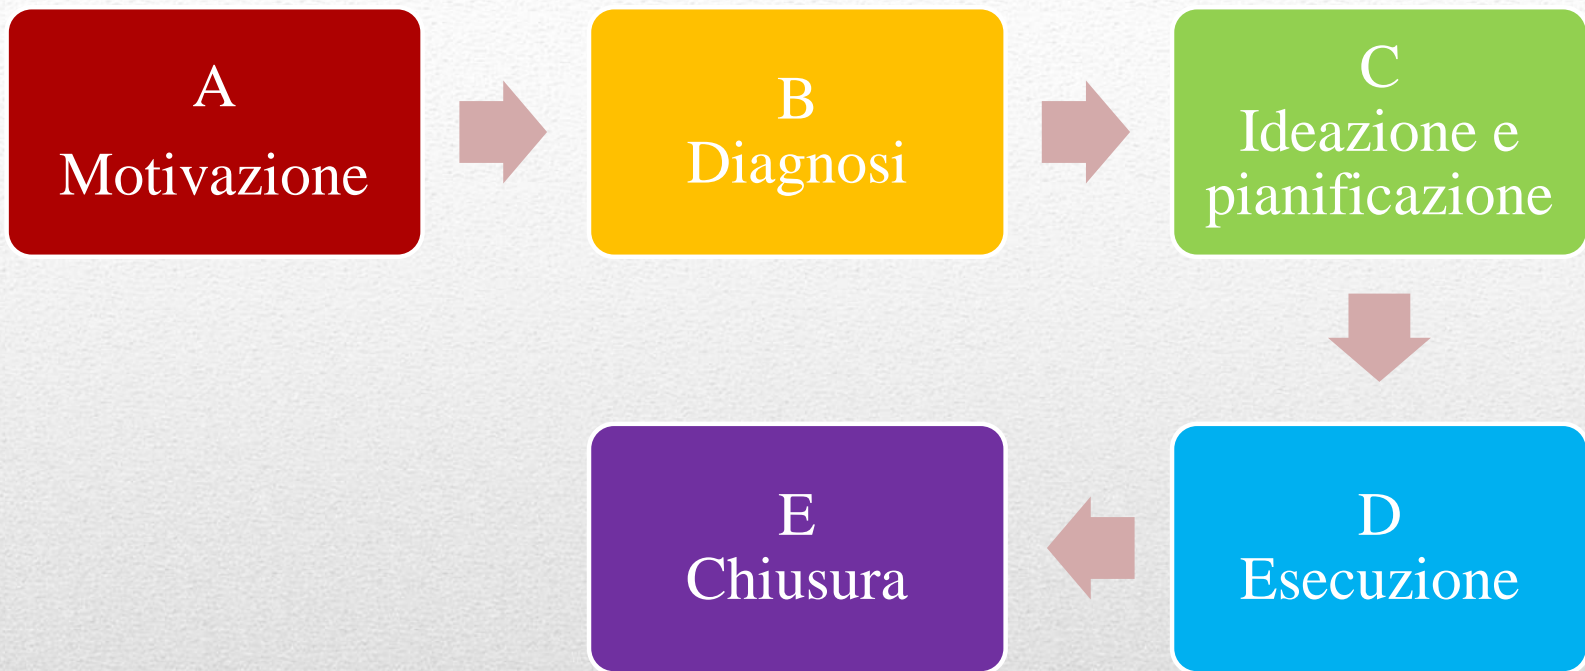 A
Motivazione
B
Diagnosi
C
Ideazione e
pianificazione
D
Esecuzione
E
Chiusura